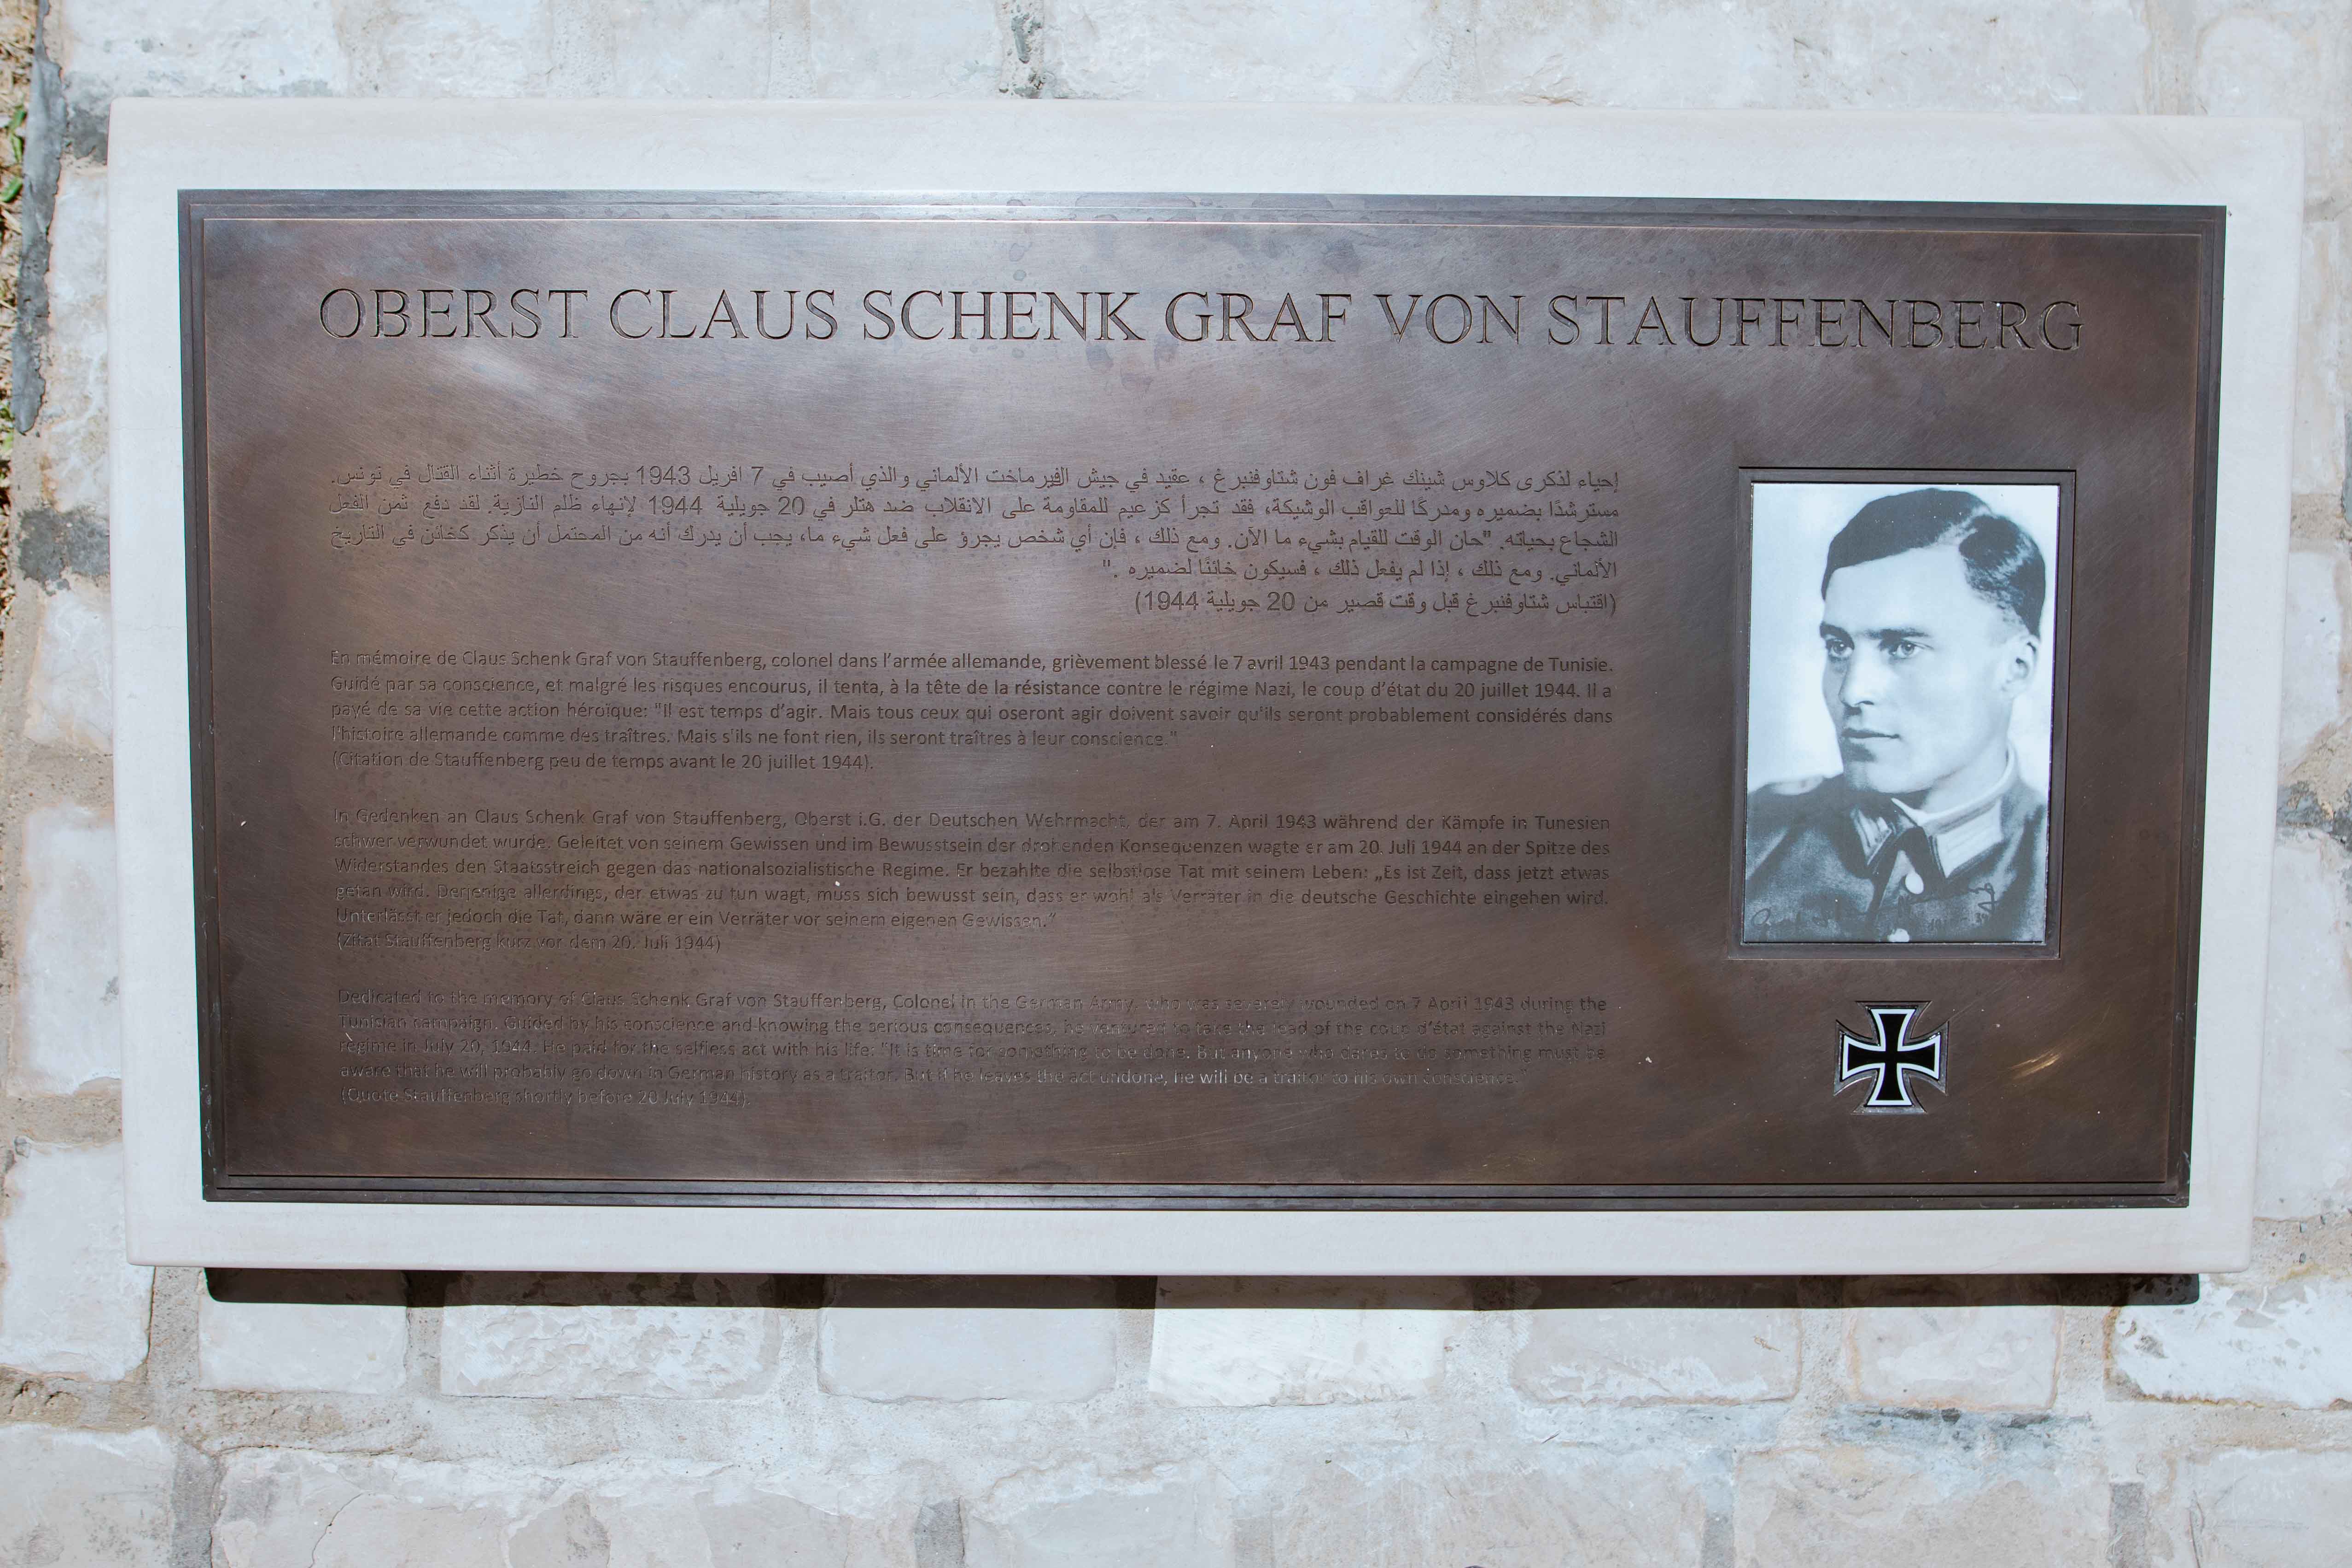 OBERST CLAUS SCHENK GRAF VON STAUFFENBERG
إحياء لذكرى كلاوس شينك غراف فون شتاوفنبرغ ، عقيد في جيش الفيرماخت الألماني والذي أصيب في 7 افريل 1943 بجروح خطيرة أثناء القتال في تونس.
مسترشدًا بضميره ومدركًا للعواقب الوشيكة، فقد تجرأ كزعيم للمقاومة على الانقلاب ضد هتلر في 20 جويلية 1944 لإنهاء ظلم النازية. لقد دفع ثمن الفعل
الشجاع بحياته. "حان الوقت للقيام بشيء ما الآن. ومع ذلك ، فإن أي شخص يجرؤ على فعل شيء ما، يجب أن يدرك أنه من المحتمل أن يذكر كخائن في التاريخ
الألماني. ومع ذلك ، إذا لم يفعل ذلك ، فسيكون خائنًا لضميره ."
(اقتباس شتاوفنبرغ قبل وقت قصير من 20 جويلية 1944)
En mémoire de Claus Schenk Graf von Stauffenberg, colonel dans l'armée allemande, grièvement blessé le 7 avril 1943 pendant la campagne de Tunisie.
Guidé par sa conscience, et malgré les risques encourus, il tenta, à la tête de la résistance contre le régime Nazi, le coup d'état du 20 juillet 1944. Il a
payé de sa vie cette action héroïque: "Il est temps d'agir. Mais tous ceux qui oseront agir doivent savoir qu'ils seront probablement considérés dans
l'histoire allemande comme des traîtres. Mais s'ils ne font rien, ils seront traîtres à leur conscience."
(Citation de Stauffenberg peu de temps avant le 20 juillet 1944).
In Gedenken an Claus Schenk Graf von Stauffenberg, Oberst i.G. der Deutschen Wehrmacht, der am 7. April 1943 während der Kämpfe in Tunesien
schwer verwundet wurde. Geleitet von seinem Gewissen und im Bewusstsein der drohenden Konsequenzen wagte er am 20. Juli 1944 an der Spitze des
Widerstandes den Staatsstreich gegen das nationalsozialistische Regime. Er bezahlte die selbstlose Tat mit seinem Leben: „Es ist Zeit, dass jetzt etwas
getan wird. Derjenige allerdings, der etwas zu tun wagt, muss sich bewusst sein, dass er wohl als Verräter in die deutsche Geschichte eingehen wird.
Unterlässt er jedoch die Tat, dann wäre er ein Verräter vor seinem eigenen Gewissen."
(Zitat Stauffenberg kurz vor dem 20. Juli 1944)
Dedicated to the memory of Claus Schenk Graf von Stauffenberg, Colonel in the German Army, who was severely wounded on 7 April 1943 during the
Tunisian campaign. Guided by his conscience and knowing the serious consequences, he ventured to take the lead of the coup d'état against the Nazi
régime in July 20, 1944. He paid for the selfless act with his life: "It is time for something to be done. But anyone who dares to do something must be
aware that he will probably go down in German history as a traitor. But if he leaves the act undone, he will be a traitor to his own conscience."
(Quote Stauffenberg shortly before 20 July 1944).